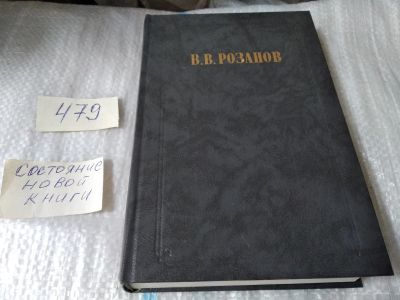 В.В. РОЗАНОВ
479
Состояние
новой
книги